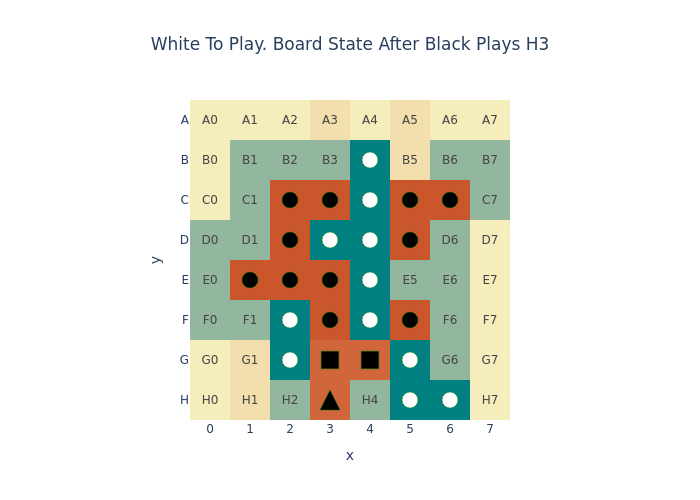 White To Play. Board State After Black Plays H3
A A0 A1 A2 A3 A4 A5 A6 A7
B B0 B1 B2 B3 B5 B6 B7
C C0 C1 C7
D D0 D1 D6 D7
E E0 E5 E6 E7
F F0 F1 F6 F7
G G0 G1 G6 G7
H H0 H1 H2 H4 H7
0 1 2 3 4 5 6 7
x
y